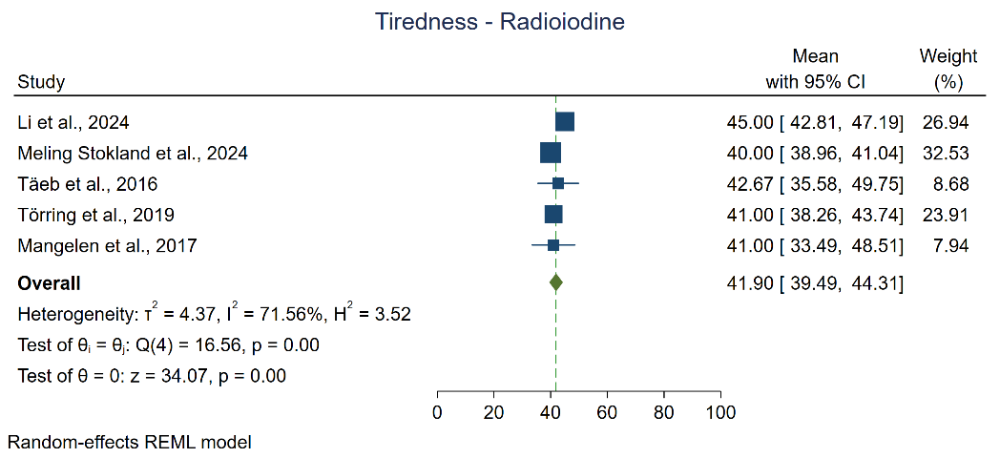 Tiredness - Radioiodine
Mean Weight
Study with 95% CI (%)
Li et al., 2024 45.00 [ 42.81, 47.19] 26.94
Meling Stokland et al., 2024 40.00 [ 38.96, 41.04] 32.53
Täeb et al., 2016 42.67 [ 35.58, 49.75] 8.68
Törring et al., 2019 41.00 [ 38.26, 43.74] 23.91
Mangelen et al., 2017 41.00 [ 33.49, 48.51] 7.94
Overall 41.90 [ 39.49, 44.31]
Heterogeneity: τ² = 4.37, I² = 71.56%, H² = 3.52
Test of θᵢ = θⱼ: Q(4) = 16.56, p = 0.00
Test of θ = 0: z = 34.07, p = 0.00
0 20 40 60 80 100
Random-effects REML model